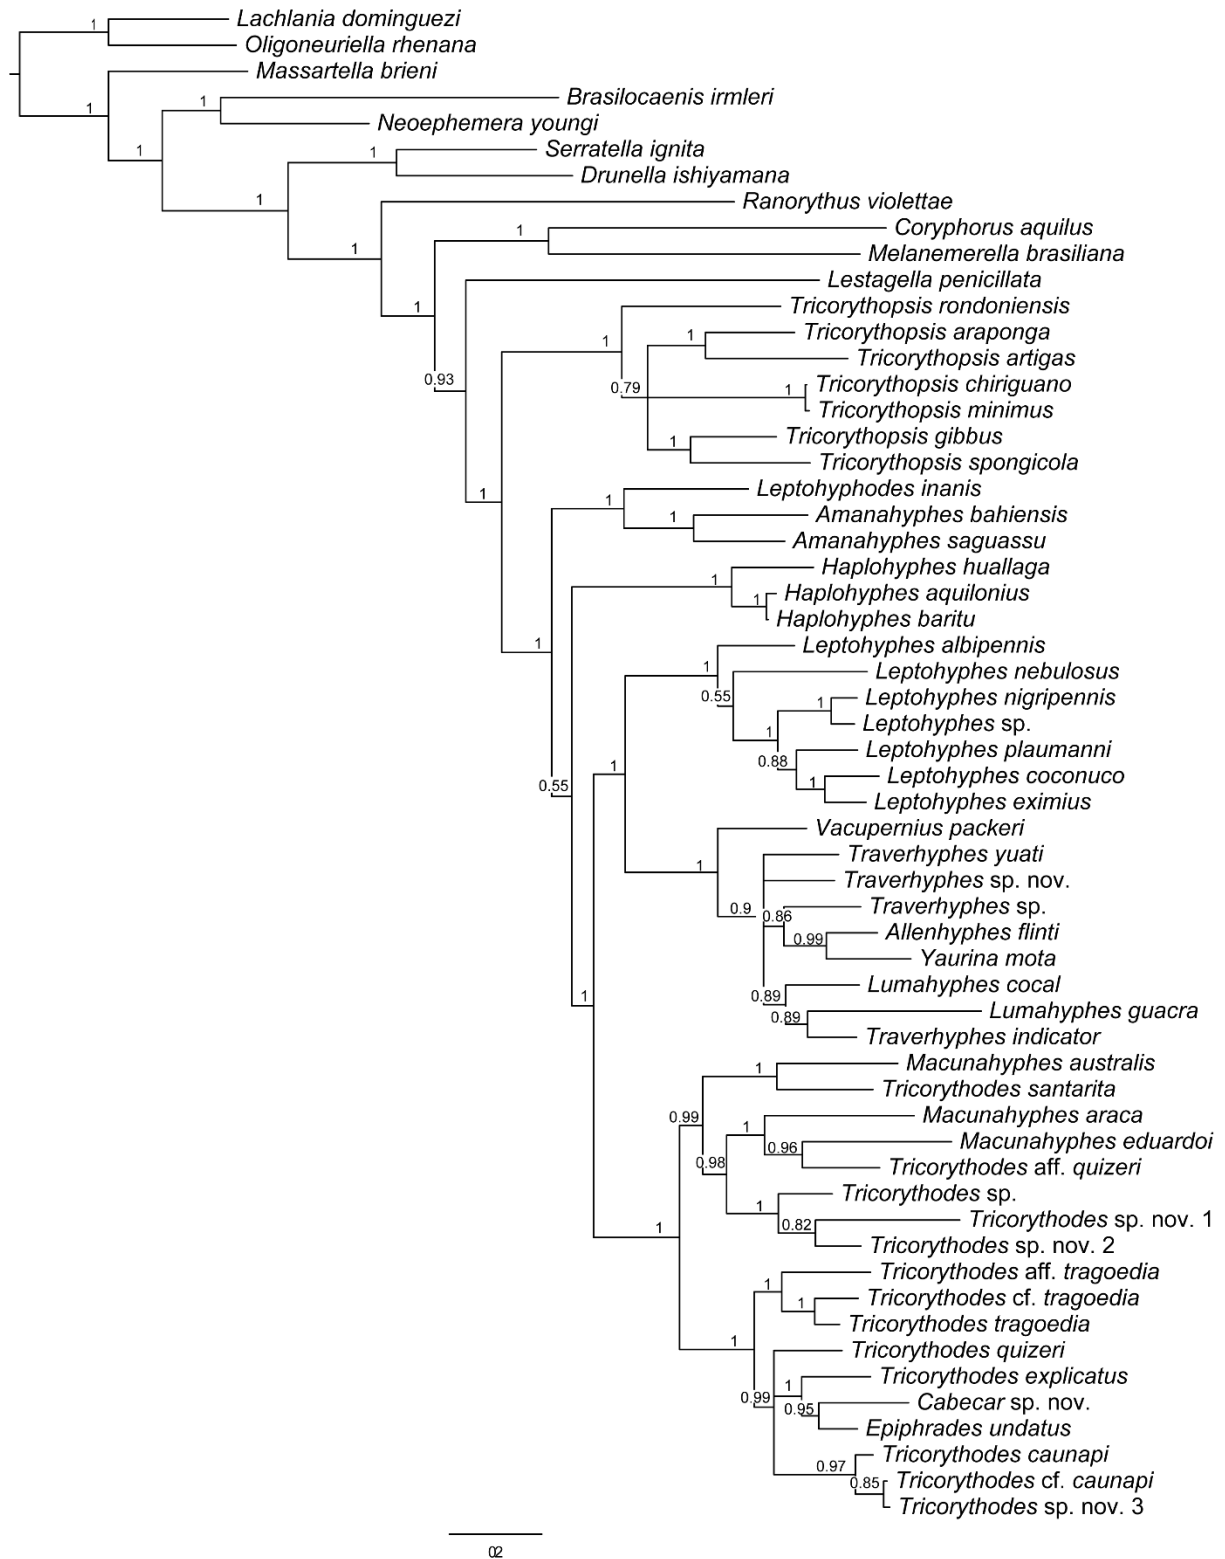 1
Lachlania dominguezi
Oligoneuriella rhenana
Massartella brieni
1
1
Brasilocaenis irmleri
Neoephemera youngi
1
1
Serratella ignita
Drunella ishiyamana
1
Ranorythus violettae
1
1
Coryphorus aquilus
Melanemerella brasiliana
1
Lestagella penicillata
0.93
Tricorythopsis rondoniensis
1
1
Tricorythopsis araponga
Tricorythopsis artigas
0.79
1
Tricorythopsis chiriguano
Tricorythopsis minimus
1
Tricorythopsis gibbus
Tricorythopsis spongicola
1
1
Leptohyphodes inanis
1
Amanahyphes bahiensis
Amanahyphes saguassu
1
Haplohyphes huallaga
1
Haplohyphes aquilonius
Haplohyphes baritu
1
1
Leptohyphes albipennis
0.55
Leptohyphes nebulosus
1
Leptohyphes nigripennis
Leptohyphes sp.
1
0.88
Leptohyphes plaumanni
1
Leptohyphes coconuco
Leptohyphes eximius
0.55
1
Vacupernius packeri
1
Traverhyphes yuati
Traverhyphes sp. nov.
0.9
0.86
Traverhyphes sp.
0.99
Allenhyphes flinti
Yaurina mota
0.89
Lumahyphes cocal
0.89
Lumahyphes guacra
Traverhyphes indicator
1
1
Macunahyphes australis
Tricorythodes santarita
0.99
1
Macunahyphes araca
0.96
Macunahyphes eduardoi
Tricorythodes aff. quizeri
0.98
1
Tricorythodes sp.
0.82
Tricorythodes sp. nov. 1
Tricorythodes sp. nov. 2
1
1
Tricorythodes aff. tragoedia
1
Tricorythodes cf. tragoedia
Tricorythodes tragoedia
1
Tricorythodes quizeri
0.99
1
Tricorythodes explicatus
0.95
Cabecar sp. nov.
Epiphrades undatus
0.97
Tricorythodes caunapi
0.85
Tricorythodes cf. caunapi
Tricorythodes sp. nov. 3
02